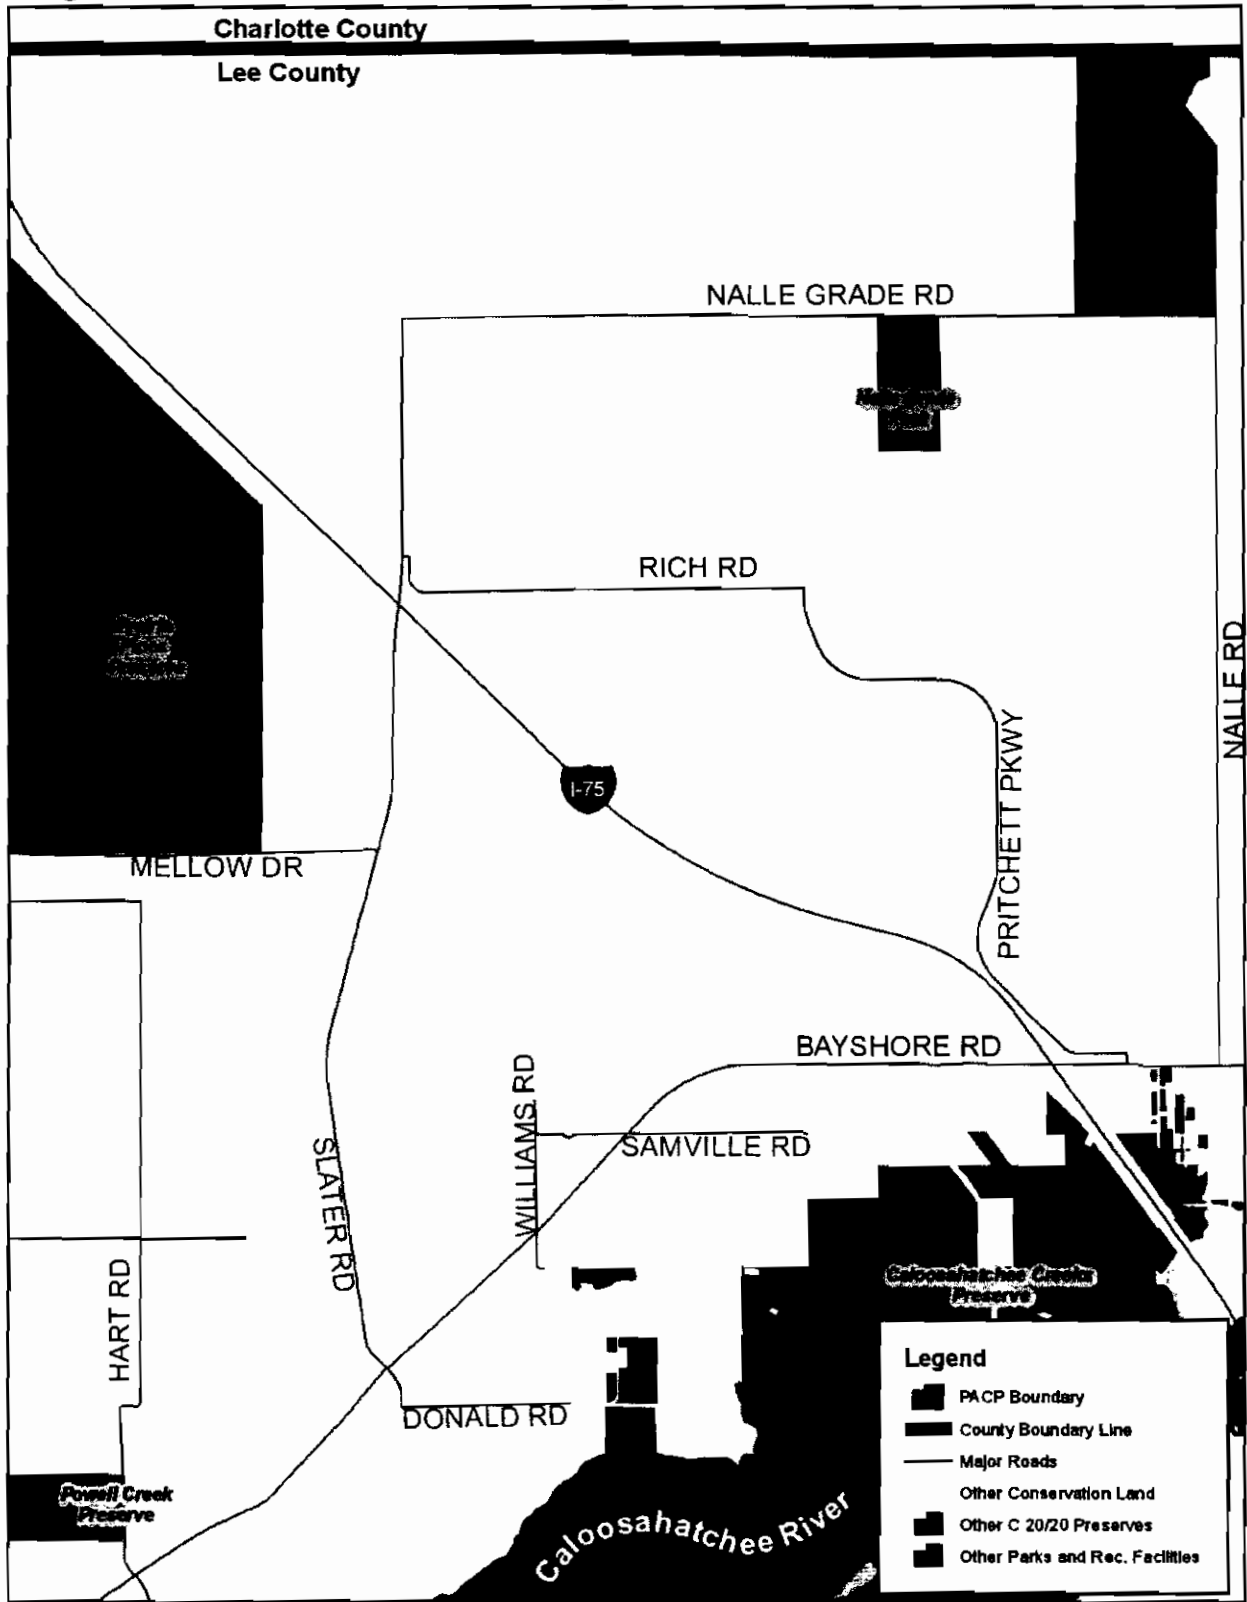 Charlotte County
Lee County
NALLE GRADE RD
RICH RD
NALLE RD
I-75
PRITCHETT PKWY
MELLOW DR
BAYSHORE RD
WILLIAMS RD
SAMVILLE RD
SLATER RD
HART RD
Caloosahatchee Creeks
Preserve
DONALD RD
Powell Creek
Preserve
Caloosahatchee River
Legend
PACP Boundary
County Boundary Line
Major Roads
Other Conservation Land
Other C 20/20 Preserves
Other Parks and Rec. Facilities